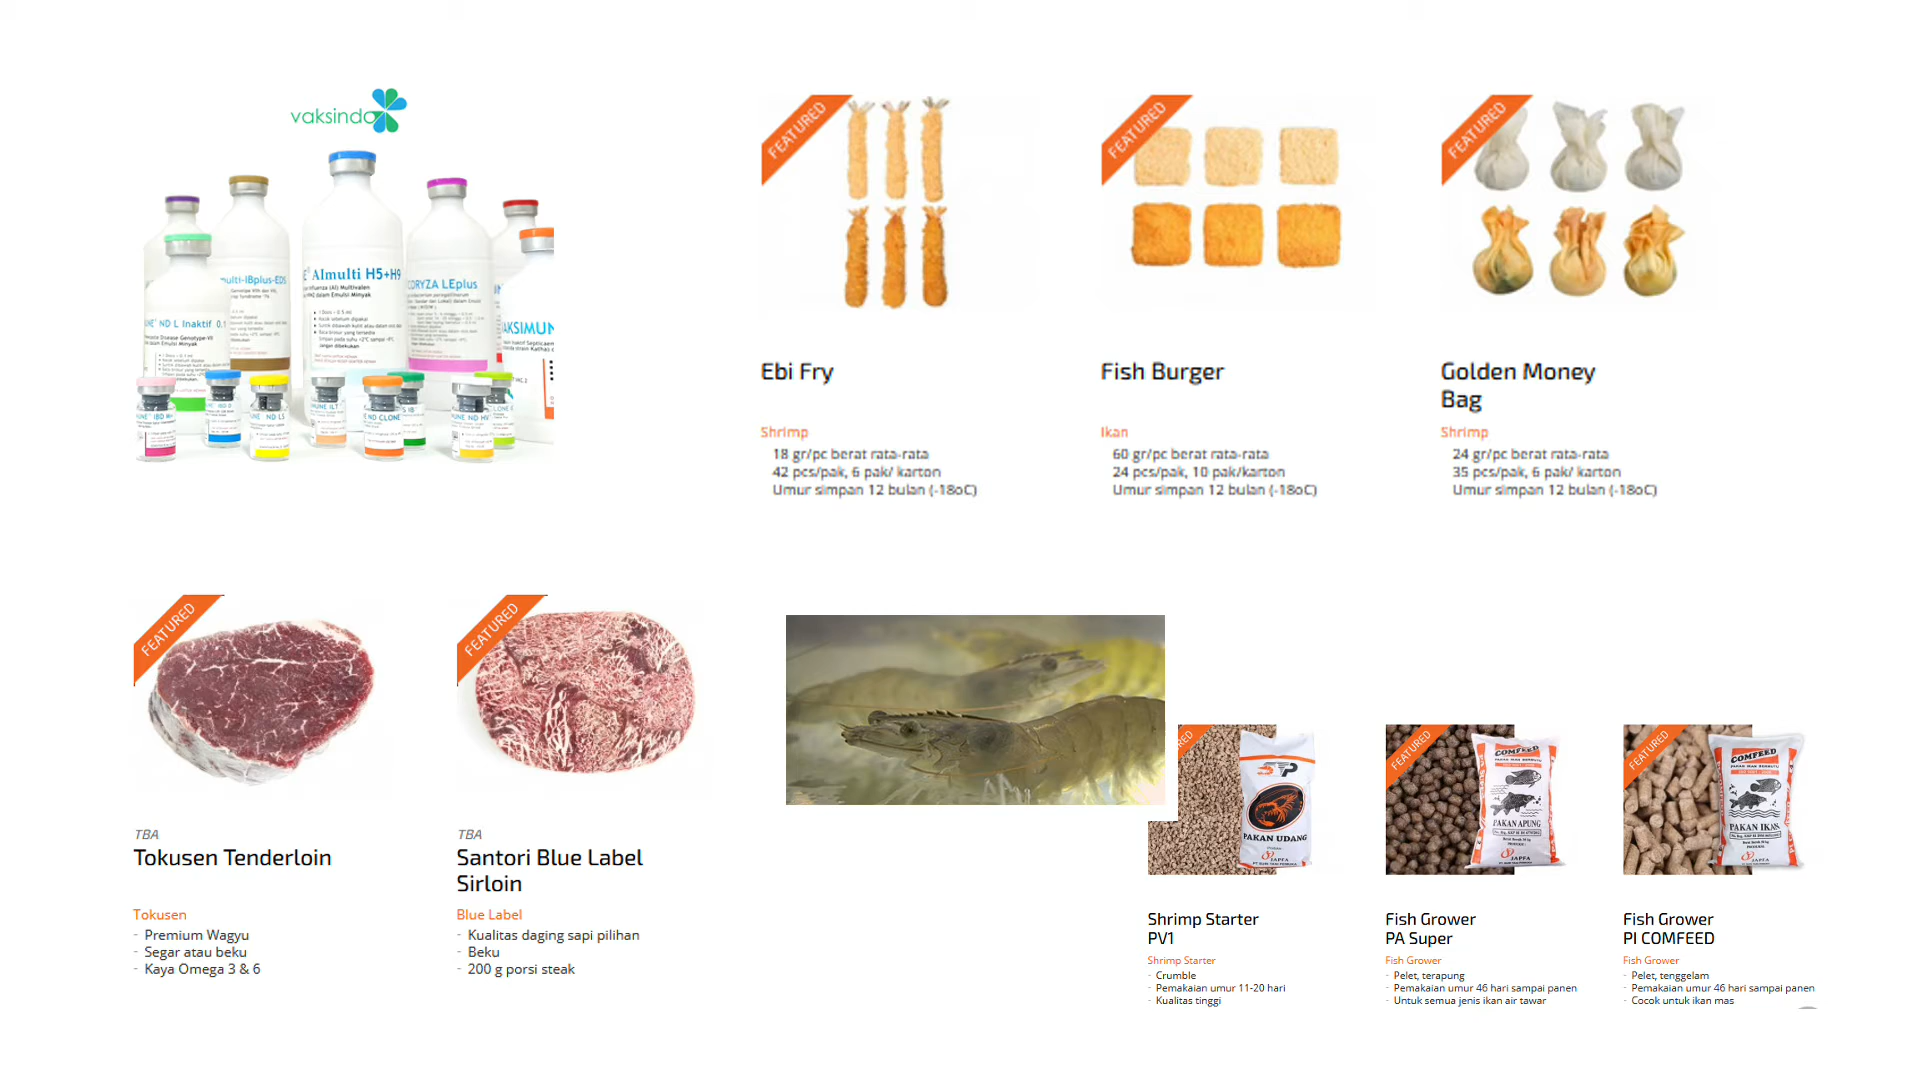 vaksindo
Almulti H5+H9
CORYZA LEplus
ND L Inaktif
FEATURED
Ebi Fry
Shrimp
18 gr/pc berat rata-rata
42 pcs/pak, 6 pak/ karton
Umur simpan 12 bulan (-18oC)
FEATURED
Fish Burger
Ikan
60 gr/pc berat rata-rata
24 pcs/pak, 10 pak/karton
Umur simpan 12 bulan (-18oC)
FEATURED
Golden Money
Bag
Shrimp
24 gr/pc berat rata-rata
35 pcs/pak, 6 pak/ karton
Umur simpan 12 bulan (-18oC)
FEATURED
TBA
Tokusen Tenderloin
Tokusen
- Premium Wagyu
- Segar atau beku
- Kaya Omega 3 & 6
FEATURED
TBA
Santori Blue Label
Sirloin
Blue Label
- Kualitas daging sapi pilihan
- Beku
- 200 g porsi steak
RED
STP
PAKAN UDANG
JAPFA
Shrimp Starter
PV1
Shrimp Starter
- Crumble
- Pemakaian umur 11-20 hari
- Kualitas tinggi
FEATURED
COMFEED
PAKAN APUNG
JAPFA
Fish Grower
PA Super
Fish Grower
- Pelet, terapung
- Pemakaian umur 46 hari sampai panen
- Untuk semua jenis ikan air tawar
FEATURED
COMFEED
PAKAN IKAN
JAPFA
Fish Grower
PI COMFEED
Fish Grower
- Pelet, tenggelam
- Pemakaian umur 46 hari sampai panen
- Cocok untuk ikan mas